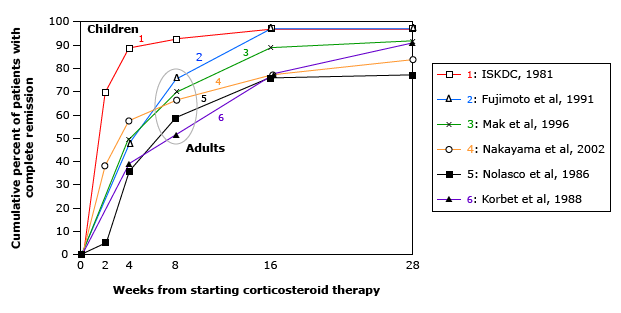 Cumulative percent of patients with
complete remission
100
90
80
70
60
50
40
30
20
10
0
Children
1
2
3
4
5
6
Adults
0 2 4 8 16 28
Weeks from starting corticosteroid therapy
1: ISKDC, 1981
2: Fujimoto et al, 1991
3: Mak et al, 1996
4: Nakayama et al, 2002
5: Nolasco et al, 1986
6: Korbet et al, 1988